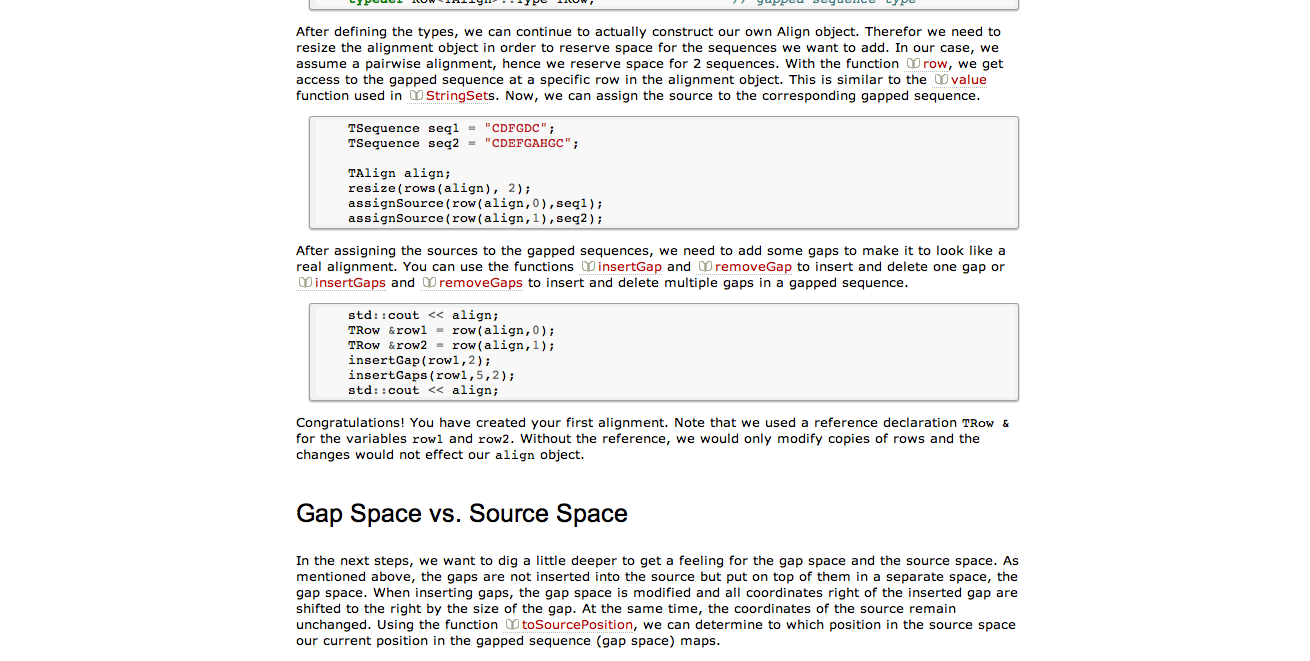 typedef Row<TAlign>::Type TRow; // gapped sequence type
After defining the types, we can continue to actually construct our own Align object. Therefor we need to
resize the alignment object in order to reserve space for the sequences we want to add. In our case, we
assume a pairwise alignment, hence we reserve space for 2 sequences. With the function row, we get
access to the gapped sequence at a specific row in the alignment object. This is similar to the value
function used in StringSets. Now, we can assign the source to the corresponding gapped sequence.
TSequence seq1 = "CDFGDC";
TSequence seq2 = "CDEFGAHGC";
TAlign align;
resize(rows(align), 2);
assignSource(row(align,0),seq1);
assignSource(row(align,1),seq2);
After assigning the sources to the gapped sequences, we need to add some gaps to make it to look like a
real alignment. You can use the functions insertGap and removeGap to insert and delete one gap or
insertGaps and removeGaps to insert and delete multiple gaps in a gapped sequence.
std::cout << align;
TRow &row1 = row(align,0);
TRow &row2 = row(align,1);
insertGap(row1,2);
insertGaps(row1,5,2);
std::cout << align;
Congratulations! You have created your first alignment. Note that we used a reference declaration TRow &
for the variables row1 and row2. Without the reference, we would only modify copies of rows and the
changes would not effect our align object.
Gap Space vs. Source Space
In the next steps, we want to dig a little deeper to get a feeling for the gap space and the source space. As
mentioned above, the gaps are not inserted into the source but put on top of them in a separate space, the
gap space. When inserting gaps, the gap space is modified and all coordinates right of the inserted gap are
shifted to the right by the size of the gap. At the same time, the coordinates of the source remain
unchanged. Using the function toSourcePosition, we can determine to which position in the source space
our current position in the gapped sequence (gap space) maps.